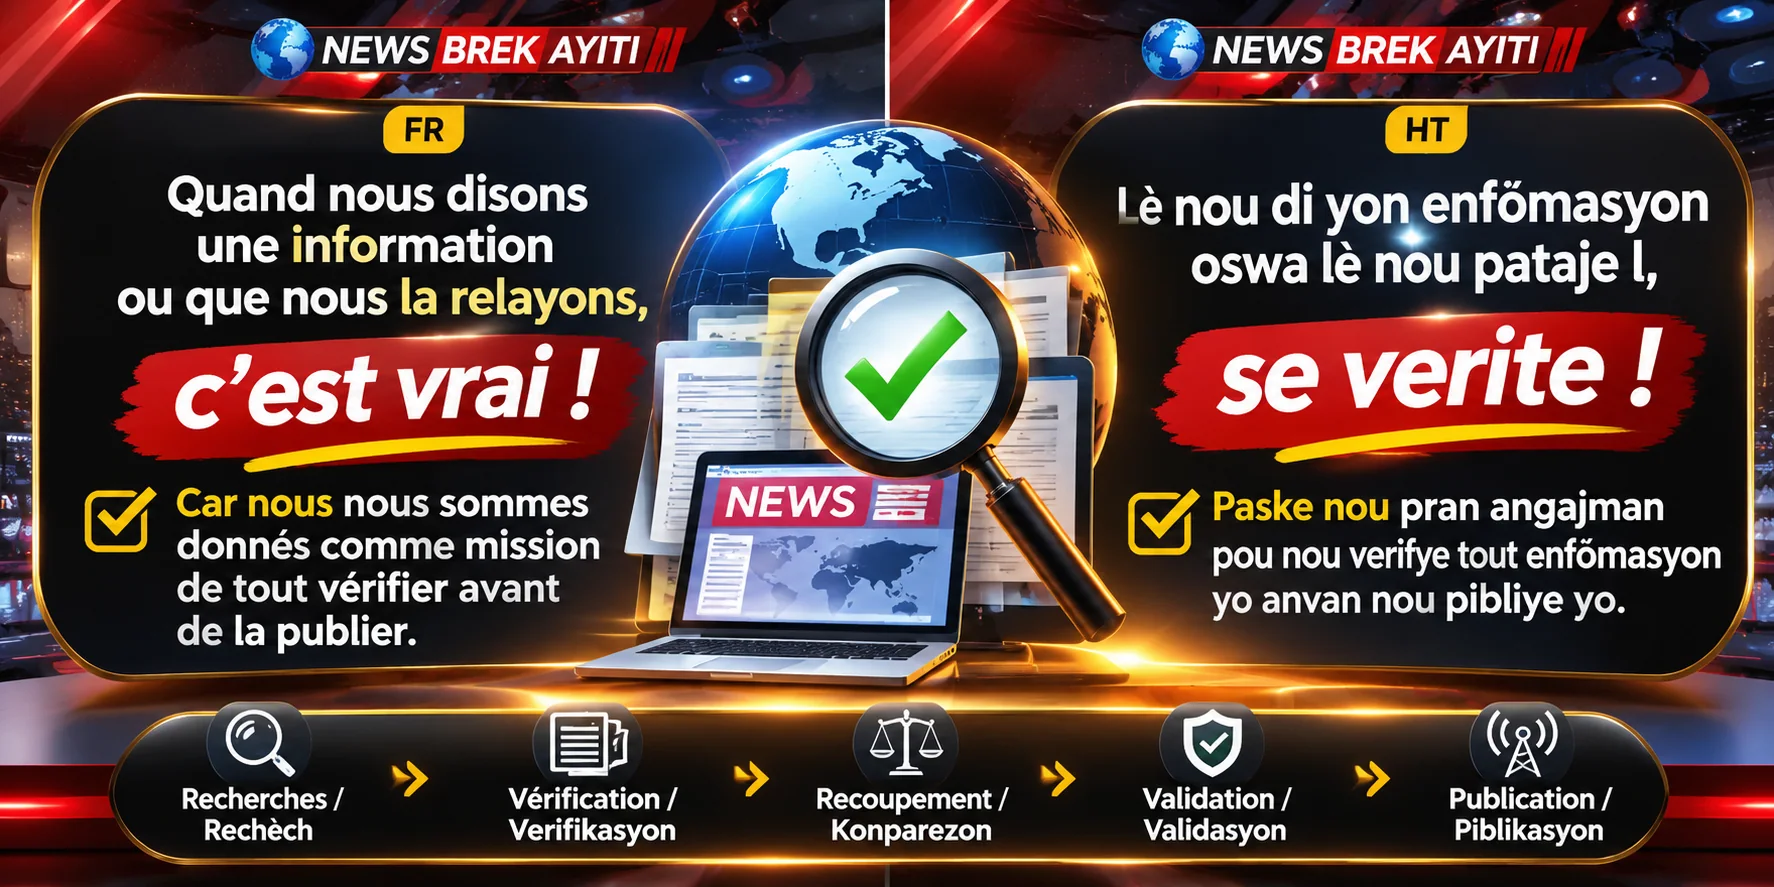 NEWS BREK AYITI
FR
Quand nous disons
une information
ou que nous la relayons,
c’est vrai !
Car nous nous sommes
donnés comme mission
de tout vérifier avant
de la publier.
NEWS
NEWS BREK AYITI
HT
Lè nou di yon enfőmasyon
oswa lè nou pataje l,
se verite !
Paske nou pran angajman
pou nou verifye tout enfőmasyon
yo anvan nou pibliye yo.
Recherches /
Rechèch
Vérification /
Verifikasyon
Recoupement /
Konparezon
Validation /
Validasyon
Publication /
Piblikasyon